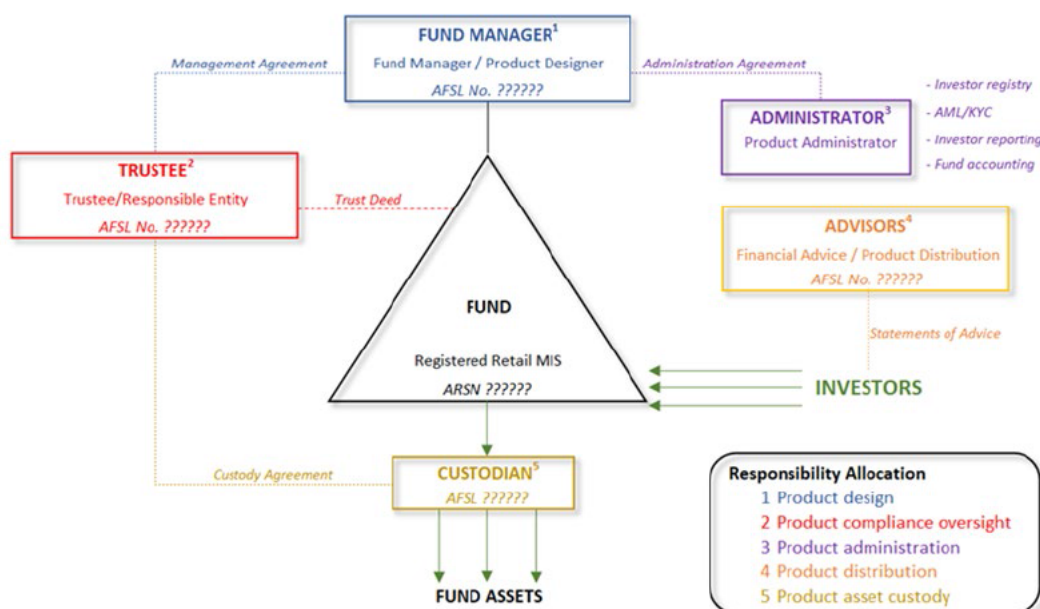 FUND MANAGER¹
Fund Manager / Product Designer
AFSL No. ??????
Management Agreement
Administration Agreement
- Investor registry
- AML/KYC
- Investor reporting
- Fund accounting
ADMINISTRATOR³
Product Administrator
TRUSTEE²
Trustee/Responsible Entity
AFSL No. ??????
Trust Deed
ADVISORS⁴
Financial Advice / Product Distribution
AFSL No. ??????
Statements of Advice
FUND
Registered Retail MIS
ARSN ??????
INVESTORS
Custody Agreement
CUSTODIAN⁵
AFSL ??????
FUND ASSETS
Responsibility Allocation
1 Product design
2 Product compliance oversight
3 Product administration
4 Product distribution
5 Product asset custody